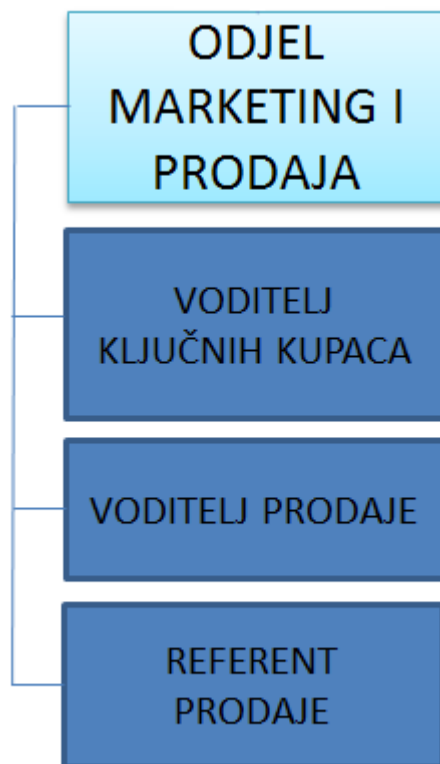 ODJEL
MARKETING I
PRODAJA
VODITELJ
KLJUČNIH KUPACA
VODITELJ PRODAJE
REFERENT
PRODAJE